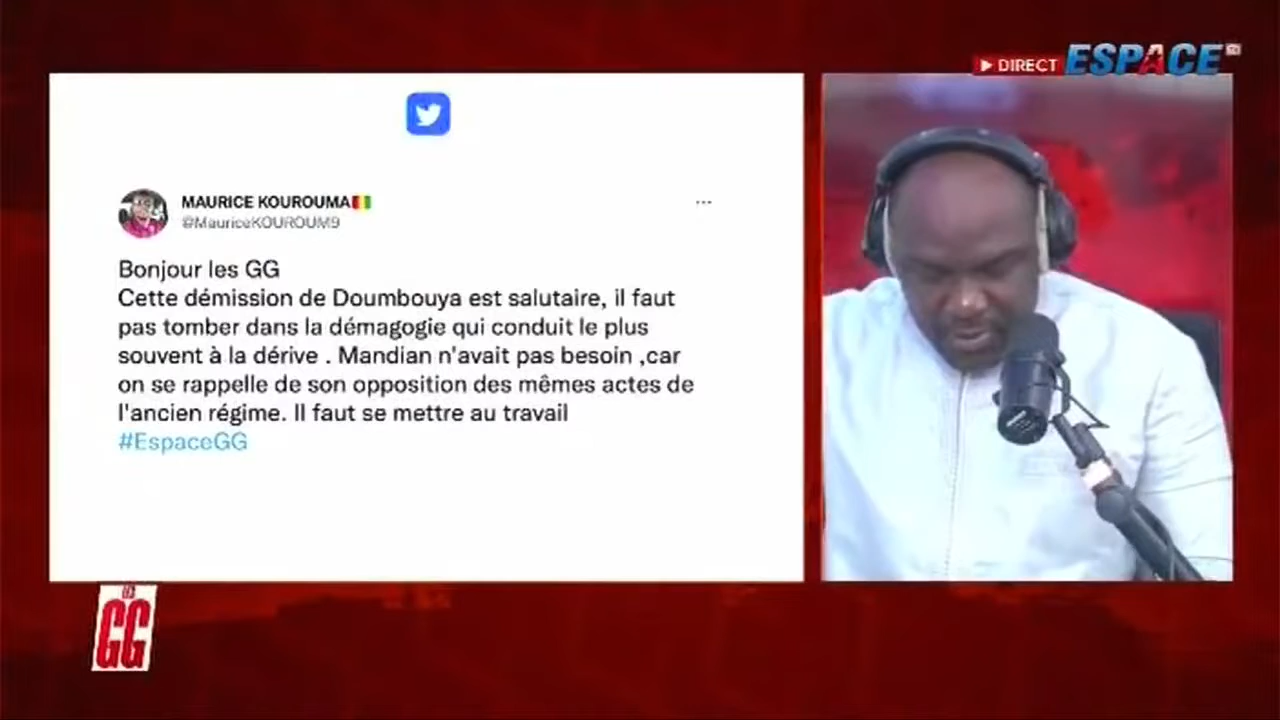 DIRECT ESPACE
MAURICE KOUROUMA
@MauriceKOUROUM9
...
Bonjour les GG
Cette démission de Doumbouya est salutaire, il faut
pas tomber dans la démagogie qui conduit le plus
souvent à la dérive . Mandian n'avait pas besoin ,car
on se rappelle de son opposition des mêmes actes de
l'ancien régime. Il faut se mettre au travail
#EspaceGG
GG